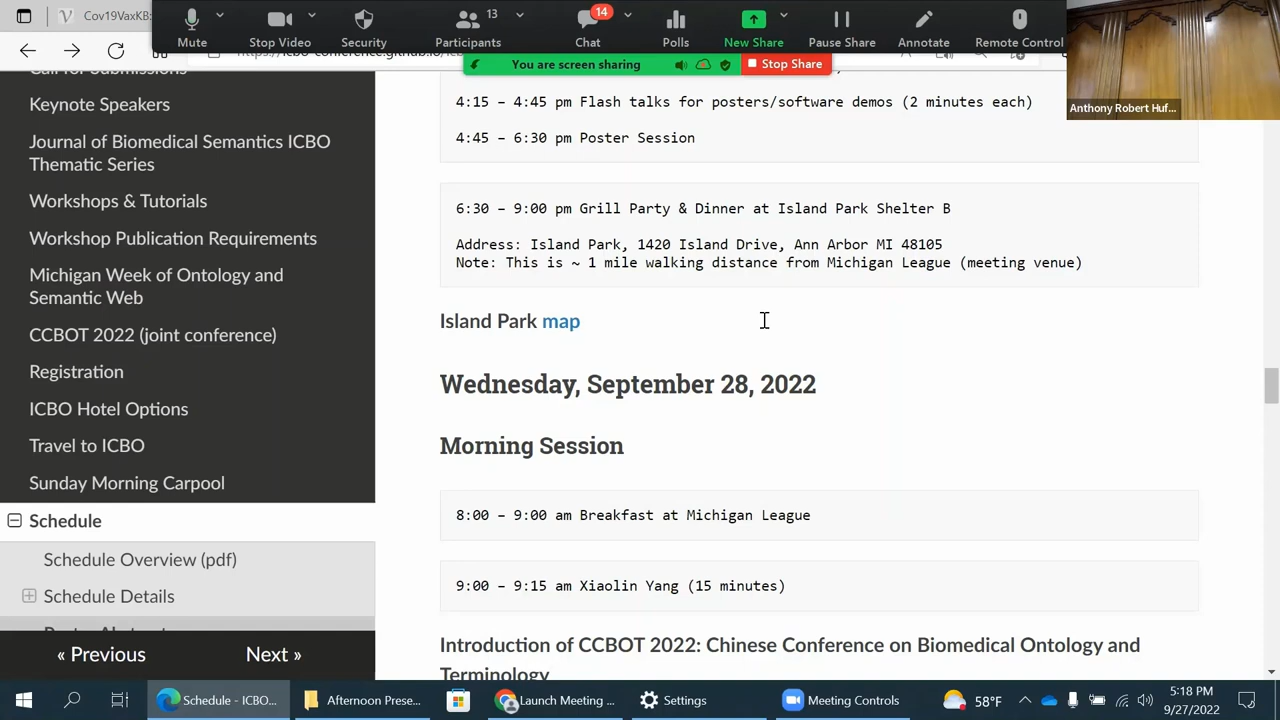 Cov19VaxKB:
Mute
Stop Video
Security
13
Participants
14
Chat
Polls
New Share
Pause Share
Annotate
Remote Control
You are screen sharing
Stop Share
Anthony Robert Huf...
Keynote Speakers
Journal of Biomedical Semantics ICBO
Thematic Series
Workshops & Tutorials
Workshop Publication Requirements
Michigan Week of Ontology and
Semantic Web
CCBOT 2022 (joint conference)
Registration
ICBO Hotel Options
Travel to ICBO
Sunday Morning Carpool
Schedule
Schedule Overview (pdf)
Schedule Details
« Previous
Next »
4:15 – 4:45 pm Flash talks for posters/software demos (2 minutes each)
4:45 – 6:30 pm Poster Session
6:30 – 9:00 pm Grill Party & Dinner at Island Park Shelter B
Address: Island Park, 1420 Island Drive, Ann Arbor MI 48105
Note: This is ~ 1 mile walking distance from Michigan League (meeting venue)
Island Park map
Wednesday, September 28, 2022
Morning Session
8:00 – 9:00 am Breakfast at Michigan League
9:00 – 9:15 am Xiaolin Yang (15 minutes)
Introduction of CCBOT 2022: Chinese Conference on Biomedical Ontology and
Terminology
Schedule - ICBO...
Afternoon Prese...
Launch Meeting ...
Settings
Meeting Controls
58°F
5:18 PM
9/27/2022